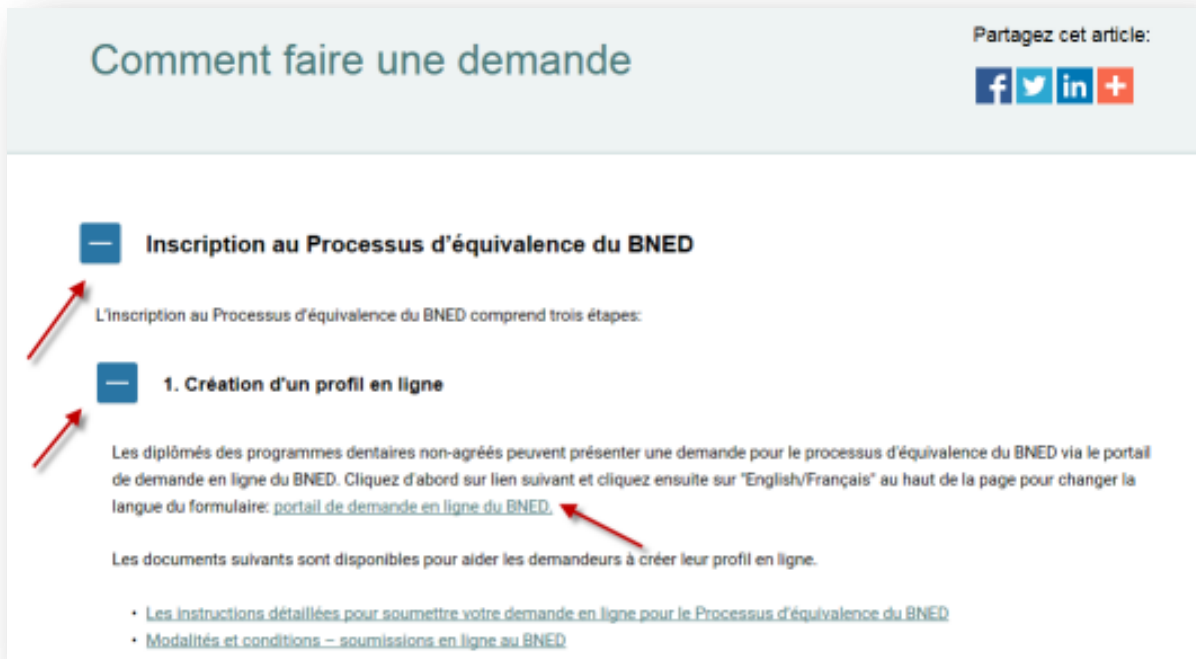 Comment faire une demande
Partagez cet article:
Inscription au Processus d'équivalence du BNED
L'inscription au Processus d'équivalence du BNED comprend trois étapes:
1. Création d'un profil en ligne
Les diplômés des programmes dentaires non-agréés peuvent présenter une demande pour le processus d'équivalence du BNED via le portail
de demande en ligne du BNED. Cliquez d'abord sur lien suivant et cliquez ensuite sur "English/Français" au haut de la page pour changer la
langue du formulaire: portail de demande en ligne du BNED.
Les documents suivants sont disponibles pour aider les demandeurs à créer leur profil en ligne.
• Les instructions détaillées pour soumettre votre demande en ligne pour le Processus d'équivalence du BNED
• Modalités et conditions – soumissions en ligne au BNED